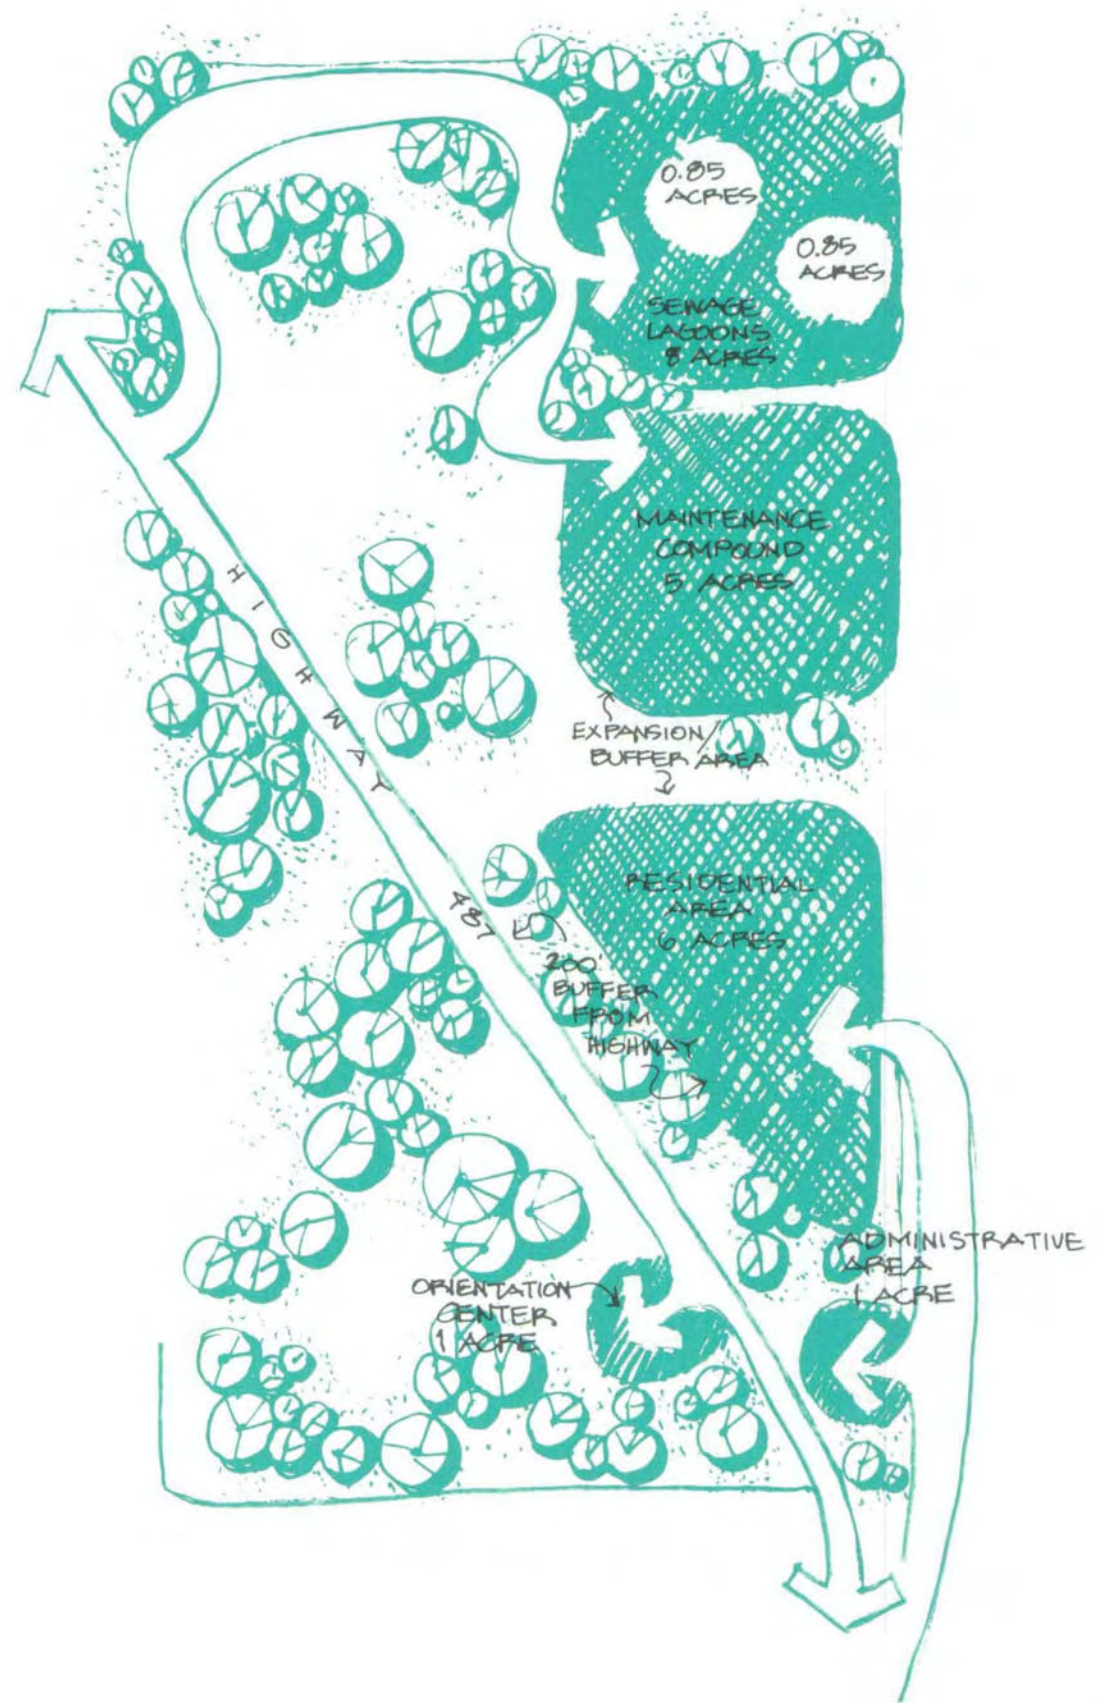 0.85
ACRES
0.85
ACRES
SEWAGE
LAGOONS
8 ACRES
MAINTENANCE
COMPOUND
5 ACRES
EXPANSION/
BUFFER AREA
HIGHWAY 487
RESIDENTIAL
AREA
6 ACRES
200'
BUFFER
FROM
HIGHWAY
ADMINISTRATIVE
AREA
1 ACRE
ORIENTATION
CENTER
1 ACRE